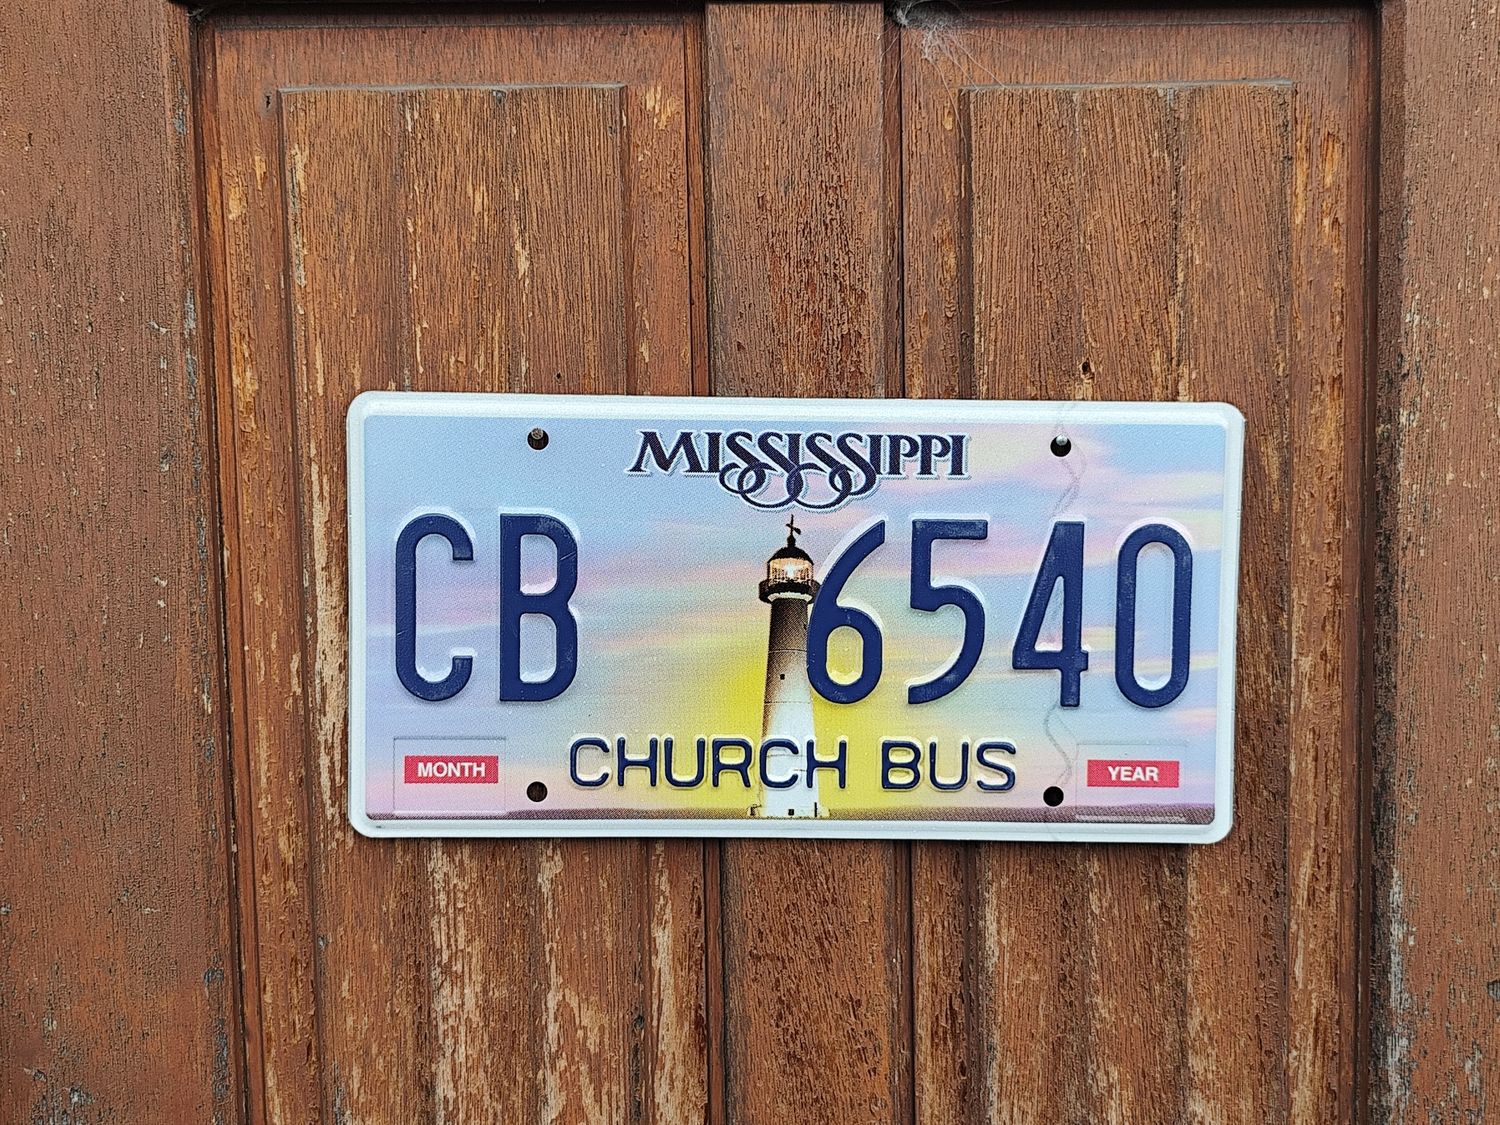 MISSISSIPPI
CB 6540
CHURCH BUS
MONTH
YEAR